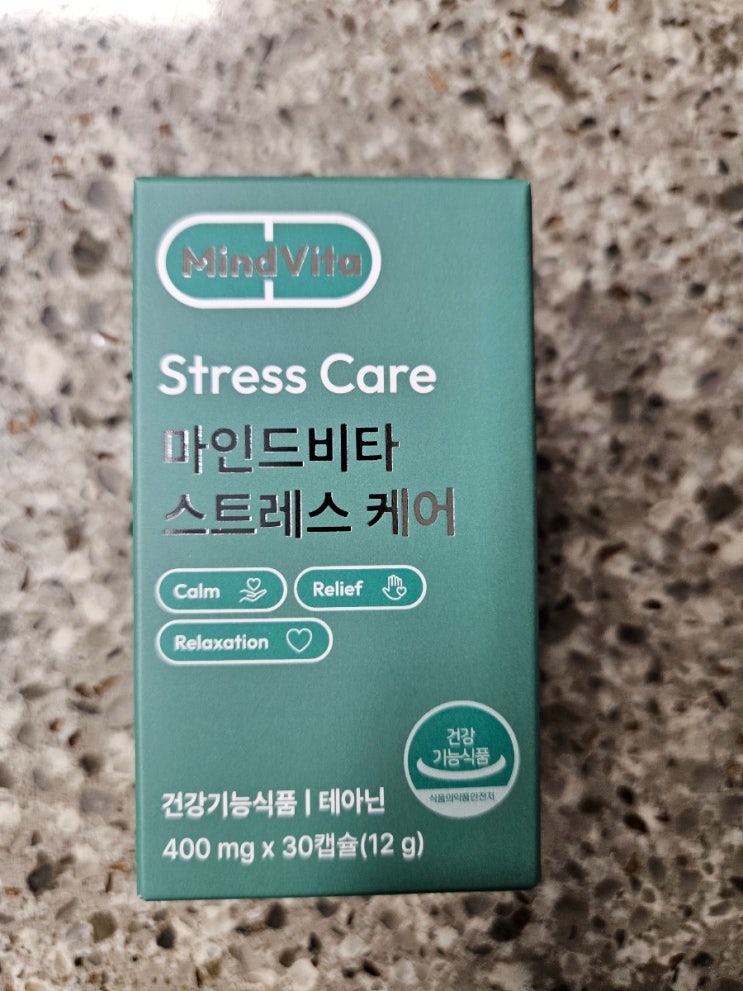 MindVita
Stress Care
마인드비타
스트레스 케어
Calm
Relief
Relaxation
건강
기능식품
식품의약품안전처
건강기능식품 | 테아닌
400 mg x 30캡슐(12 g)